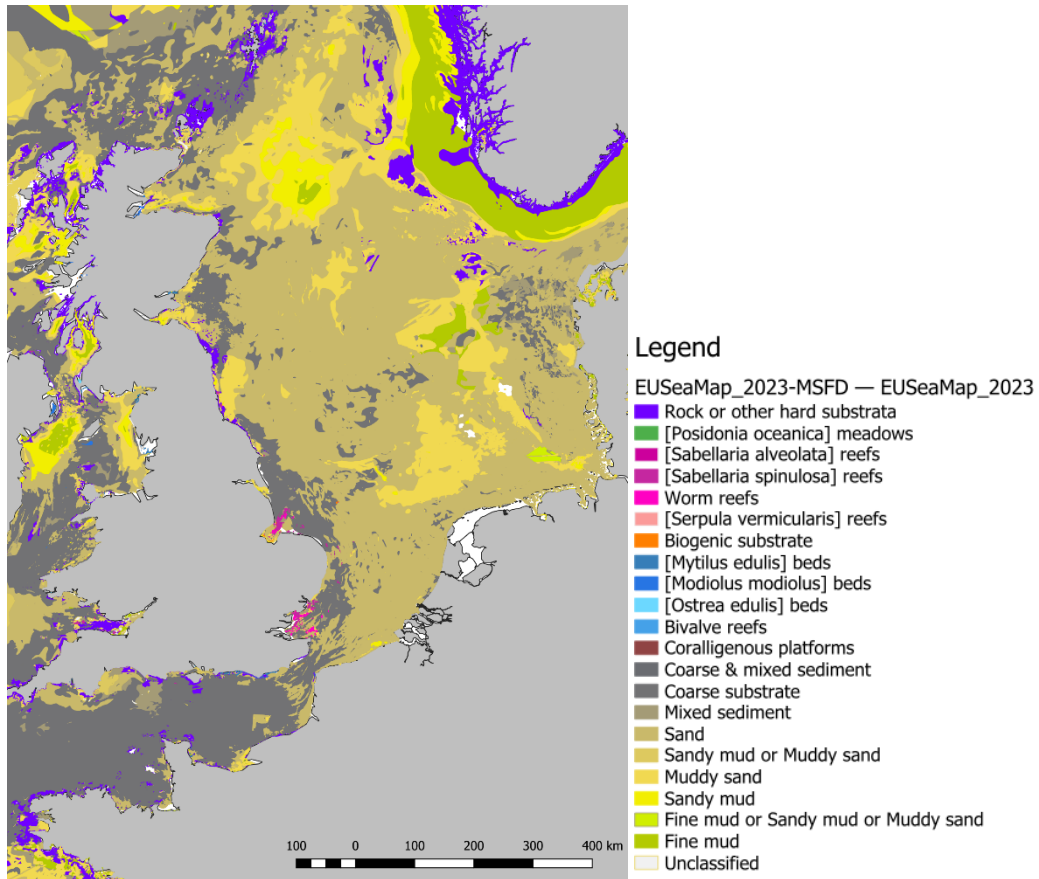 Legend
EUSeaMap_2023-MSFD — EUSeaMap_2023
Rock or other hard substrata
[Posidonia oceanica] meadows
[Sabellaria alveolata] reefs
[Sabellaria spinulosa] reefs
Worm reefs
[Serpula vermicularis] reefs
Biogenic substrate
[Mytilus edulis] beds
[Modiolus modiolus] beds
[Ostrea edulis] beds
Bivalve reefs
Coralligenous platforms
Coarse & mixed sediment
Coarse substrate
Mixed sediment
Sand
Sandy mud or Muddy sand
Muddy sand
Sandy mud
Fine mud or Sandy mud or Muddy sand
Fine mud
Unclassified
100 0 100 200 300 400 km